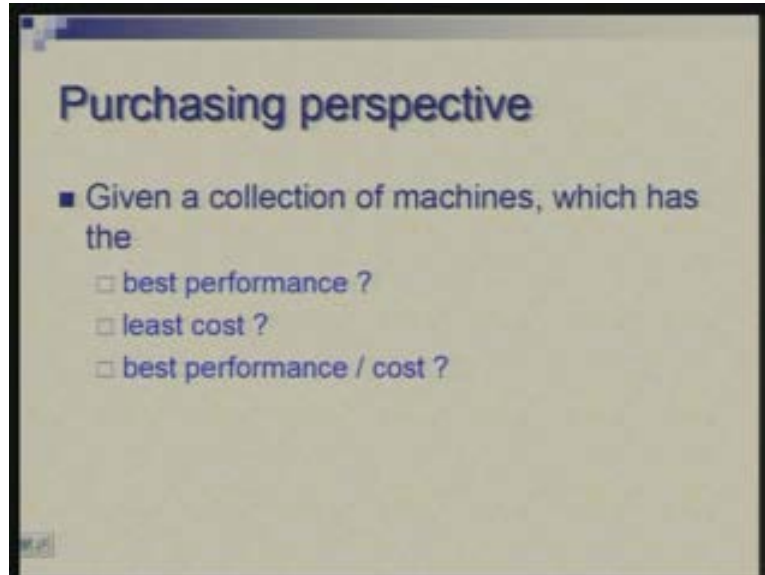 Purchasing perspective
Given a collection of machines, which has
the
best performance ?
least cost ?
best performance / cost ?